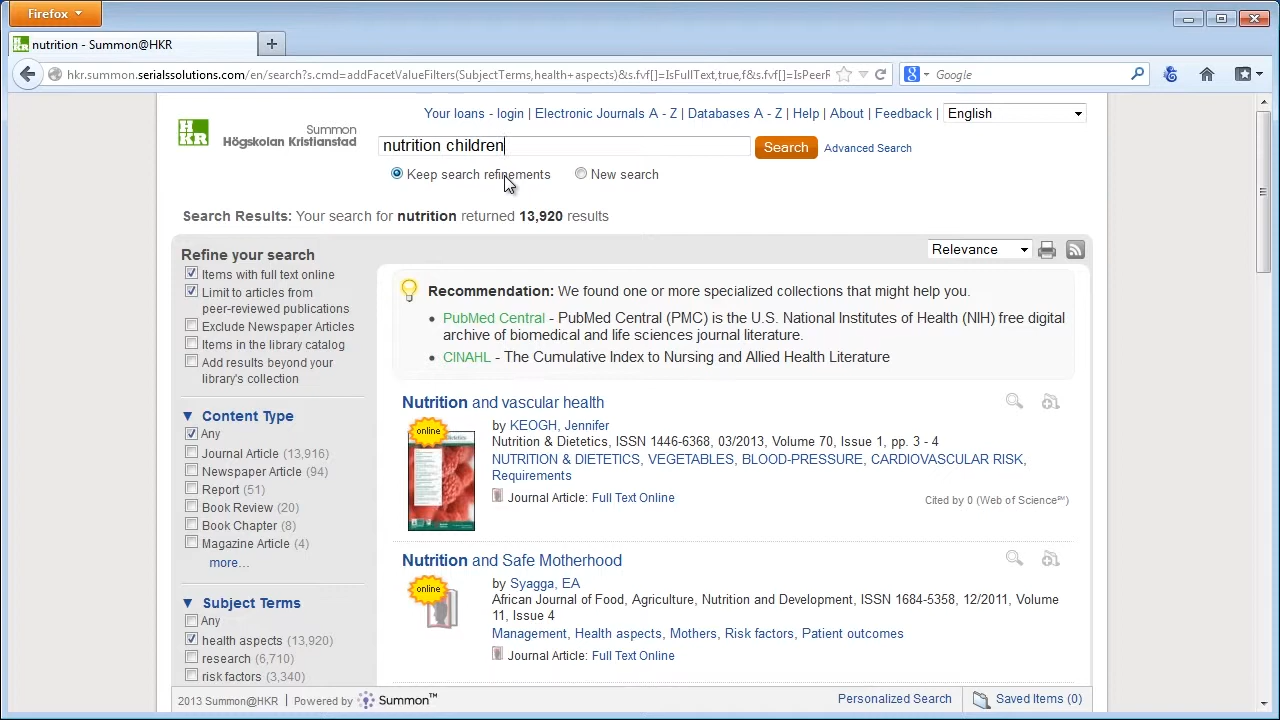 Firefox
nutrition - Summon@HKR
hkr.summon.serialssolutions.com/en/search?s.cmd=addFacetValueFilters(SubjectTerms,health+aspects)&s.fvf[]=IsFullText,true,f&s.fvf[]=IsPeerR
Google
Your loans - login | Electronic Journals A - Z | Databases A - Z | Help | About | Feedback | English
HKR
Summon
Högskolan Kristianstad
nutrition children
Search
Advanced Search
Keep search refinements
New search
Search Results: Your search for nutrition returned 13,920 results
Refine your search
Items with full text online
Limit to articles from
peer-reviewed publications
Exclude Newspaper Articles
Items in the library catalog
Add results beyond your
library's collection
Content Type
Any
Journal Article (13,916)
Newspaper Article (94)
Report (51)
Book Review (20)
Book Chapter (8)
Magazine Article (4)
more...
Subject Terms
Any
health aspects (13,920)
research (6,710)
risk factors (3,340)
Relevance
Recommendation: We found one or more specialized collections that might help you.
• PubMed Central - PubMed Central (PMC) is the U.S. National Institutes of Health (NIH) free digital
archive of biomedical and life sciences journal literature.
• CINAHL - The Cumulative Index to Nursing and Allied Health Literature
Nutrition and vascular health
online
by KEOGH, Jennifer
Nutrition & Dietetics, ISSN 1446-6368, 03/2013, Volume 70, Issue 1, pp. 3 - 4
NUTRITION & DIETETICS, VEGETABLES, BLOOD-PRESSURE, CARDIOVASCULAR RISK,
Requirements
Journal Article: Full Text Online
Cited by 0 (Web of Science℠)
Nutrition and Safe Motherhood
online
by Syagga, EA
African Journal of Food, Agriculture, Nutrition and Development, ISSN 1684-5358, 12/2011, Volume
11, Issue 4
Management, Health aspects, Mothers, Risk factors, Patient outcomes
Journal Article: Full Text Online
2013 Summon@HKR | Powered by Summon™
Personalized Search
Saved Items (0)